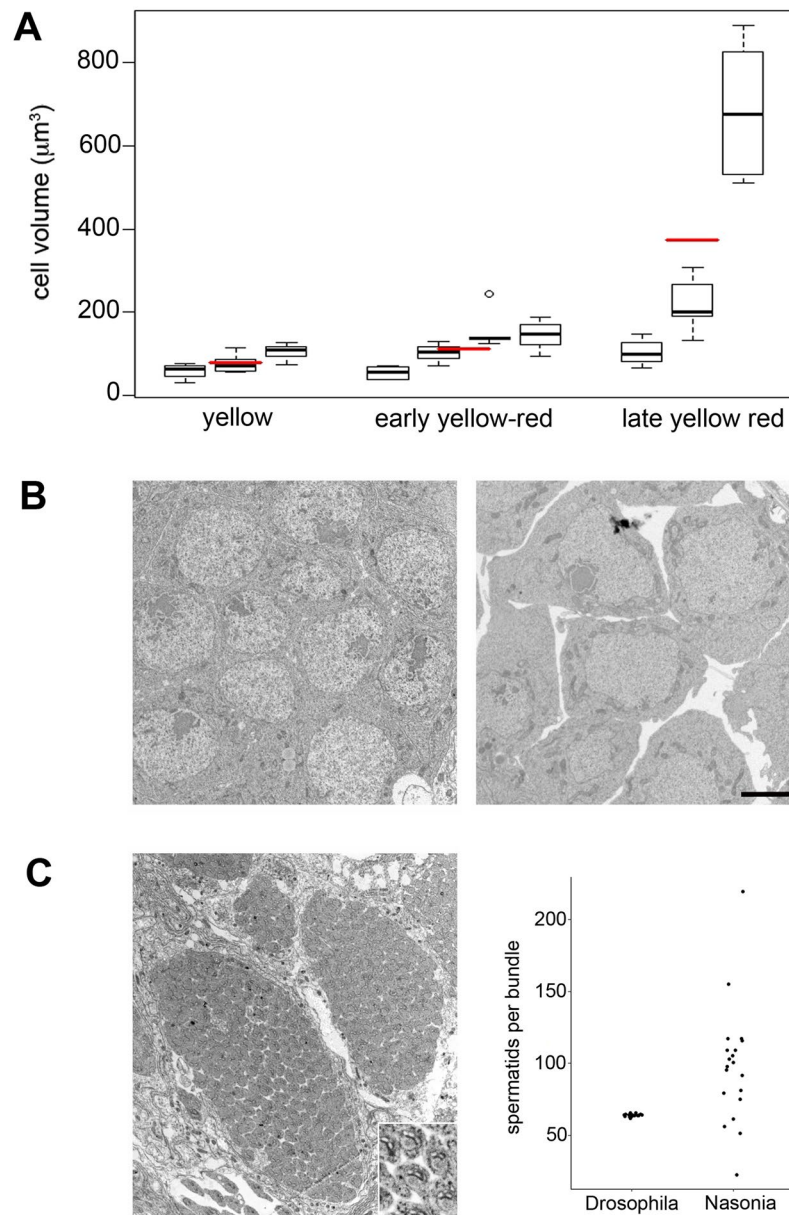 A
cell volume (μm³)
800
600
400
200
0
yellow
early yellow-red
late yellow red
B
C
spermatids per bundle
200
150
100
50
Drosophila
Nasonia